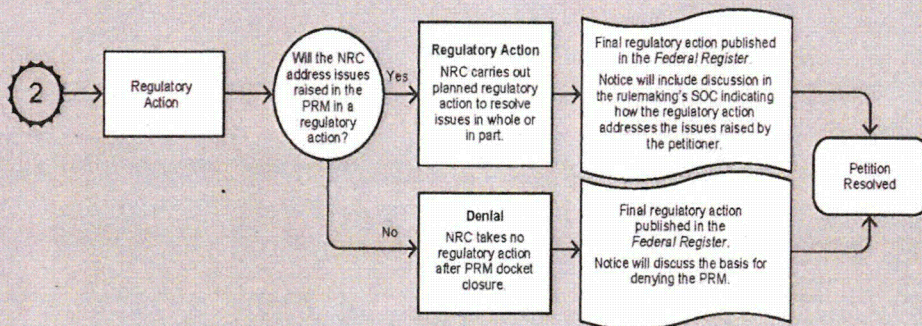 2
Regulatory
Action
Will the NRC
address issues
raised in the
PRM in a
regulatory
action?
Yes
Regulatory Action
NRC carries out
planned regulatory
action to resolve
issues in whole or
in part.
Final regulatory action published
in the Federal Register.
Notice will include discussion in
the rulemaking's SOC indicating
how the regulatory action
addresses the issues raised by
the petitioner.
Petition
Resolved
No
Denial
NRC takes no
regulatory action
after PRM docket
closure.
Final regulatory action
published in the
Federal Register.
Notice will discuss the basis for
denying the PRM.